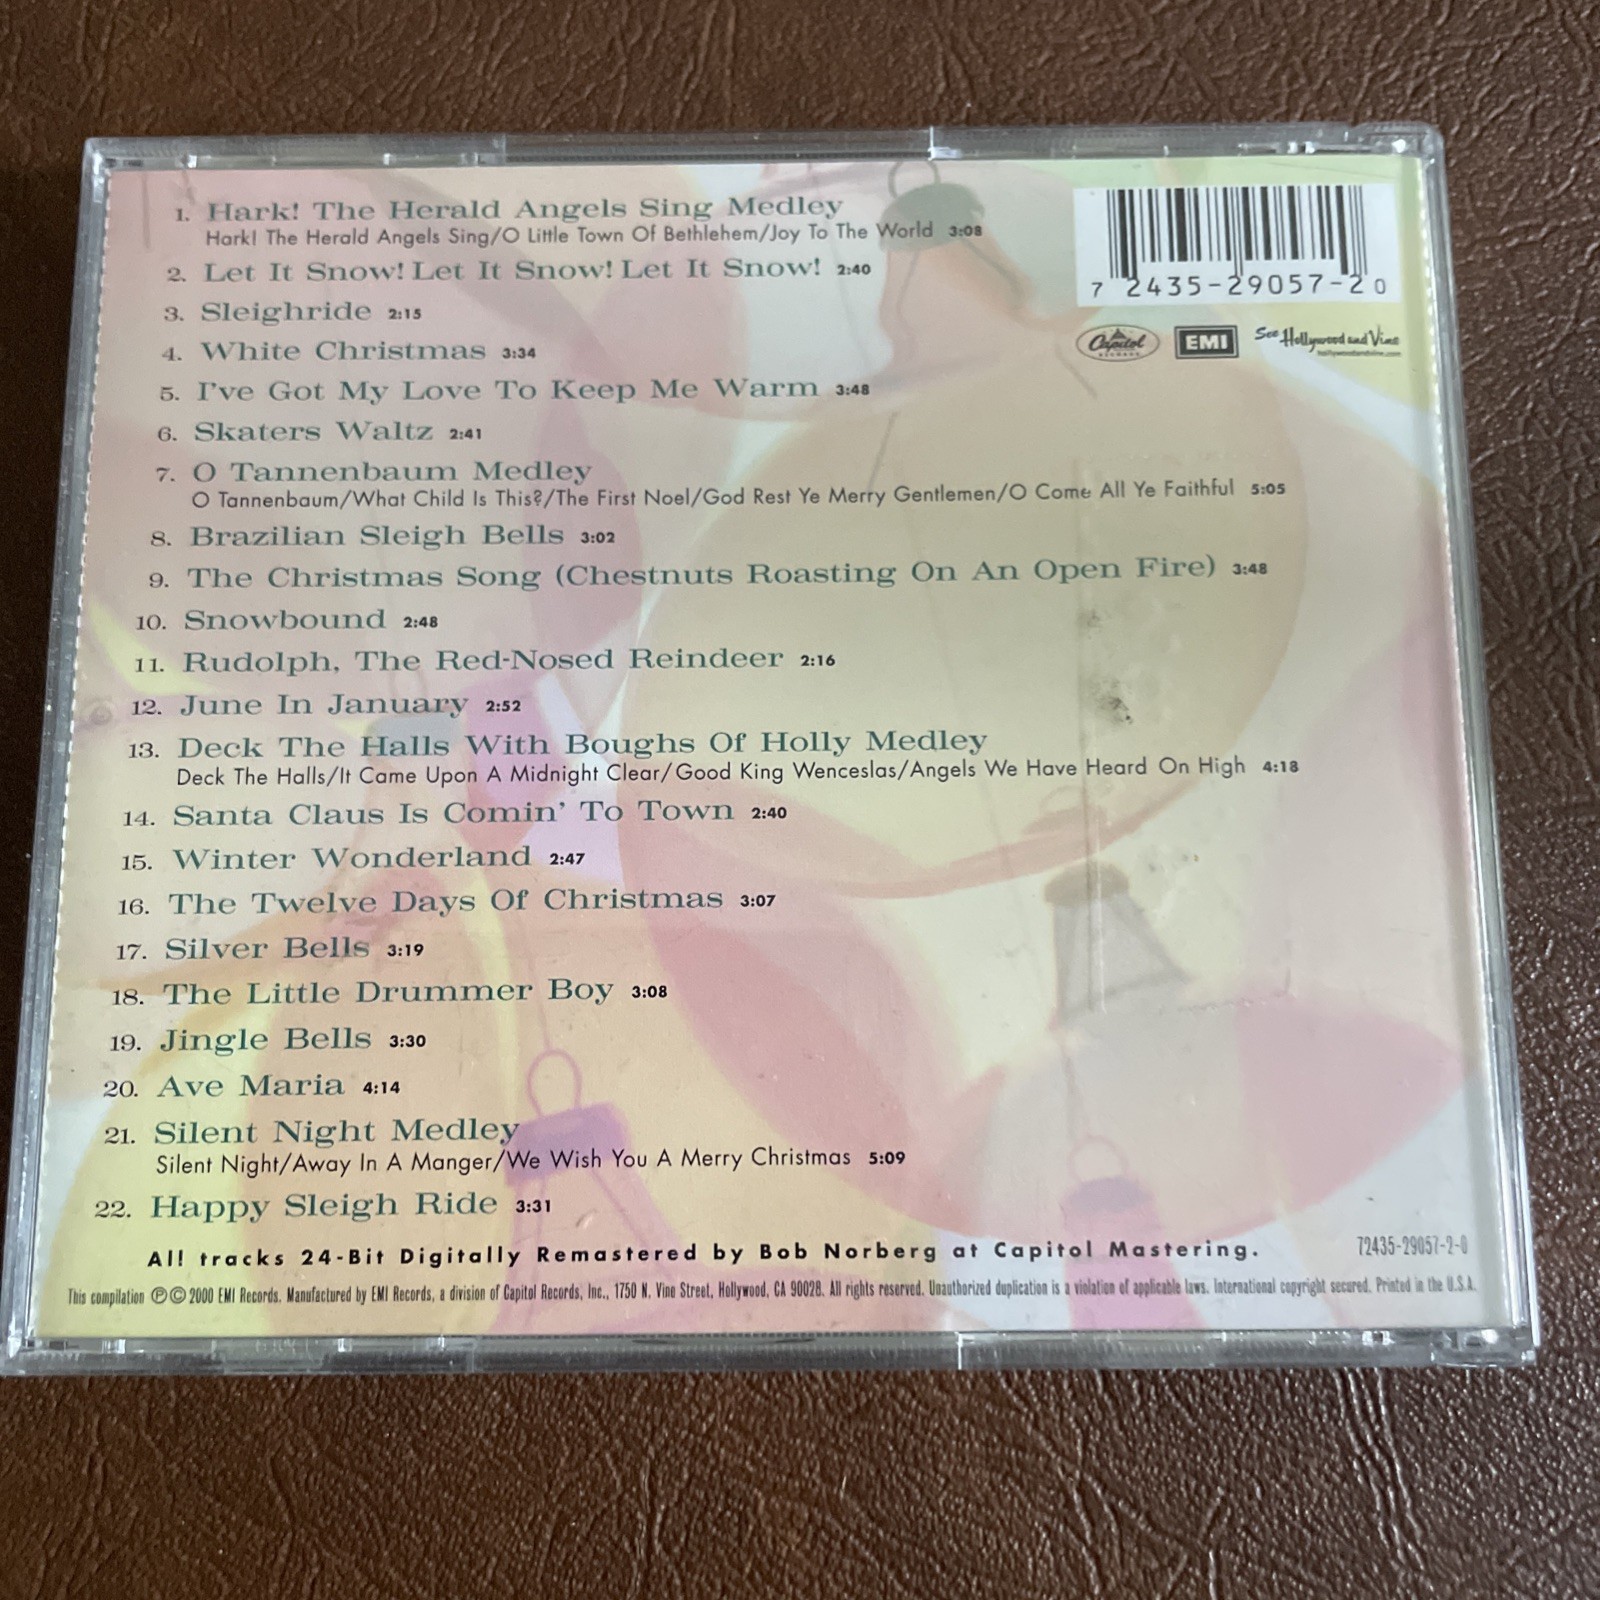 1. Hark! The Herald Angels Sing Medley
Hark! The Herald Angels Sing/O Little Town Of Bethlehem/Joy To The World 3:08
2. Let It Snow! Let It Snow! Let It Snow! 2:40
3. Sleighride 2:15
4. White Christmas 3:34
5. I've Got My Love To Keep Me Warm 3:48
6. Skaters Waltz 2:41
7. O Tannenbaum Medley
O Tannenbaum/What Child Is This?/The First Noel/God Rest Ye Merry Gentlemen/O Come All Ye Faithful 5:05
8. Brazilian Sleigh Bells 3:02
9. The Christmas Song (Chestnuts Roasting On An Open Fire) 3:48
10. Snowbound 2:48
11. Rudolph, The Red-Nosed Reindeer 2:16
12. June In January 2:52
13. Deck The Halls With Boughs Of Holly Medley
Deck The Halls/It Came Upon A Midnight Clear/Good King Wenceslas/Angels We Have Heard On High 4:18
14. Santa Claus Is Comin' To Town 2:40
15. Winter Wonderland 2:47
16. The Twelve Days Of Christmas 3:07
17. Silver Bells 3:19
18. The Little Drummer Boy 3:08
19. Jingle Bells 3:30
20. Ave Maria 4:14
21. Silent Night Medley
Silent Night/Away In A Manger/We Wish You A Merry Christmas 5:09
22. Happy Sleigh Ride 3:31
7 2435-29057-2 0
Capitol RECORDS
EMI
See Hollywood and Vine
hollywoodandvine.com
All tracks 24-Bit Digitally Remastered by Bob Norberg at Capitol Mastering.
72435-29057-2-0
This compilation ℗© 2000 EMI Records. Manufactured by EMI Records, a division of Capitol Records, Inc., 1750 N. Vine Street, Hollywood, CA 90028. All rights reserved. Unauthorized duplication is a violation of applicable laws. International copyright secured. Printed in the U.S.A.